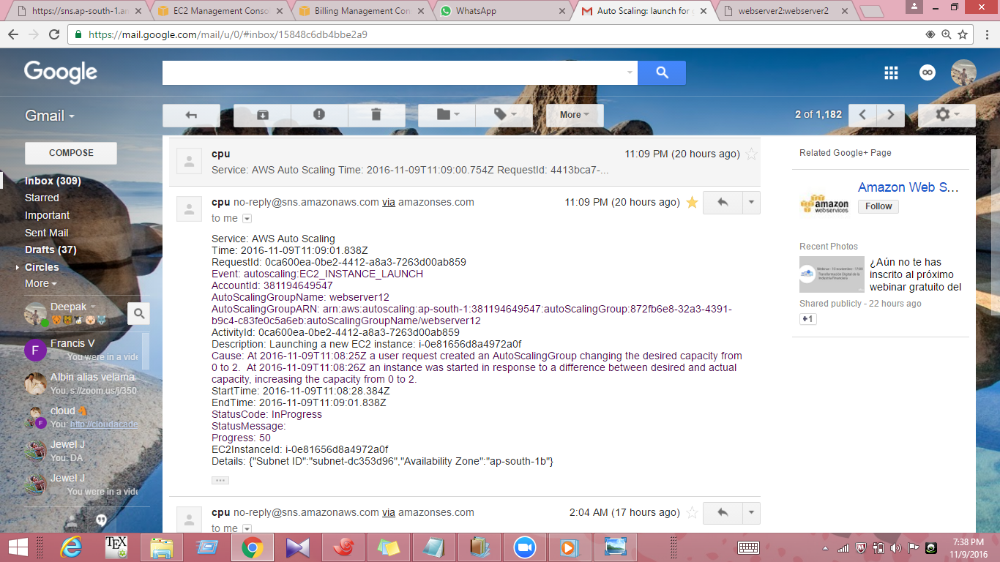 https://sns.ap-south-1.an
EC2 Management Conso
Billing Management Con
WhatsApp
Auto Scaling: launch for g
webserver2:webserver2
https://mail.google.com/mail/u/0/#inbox/15848c6db4bbe2a9
Google
Gmail
More
2 of 1,182
COMPOSE
Inbox (309)
Starred
Important
Sent Mail
Drafts (37)
Circles
More
Deepak
Francis V
You were in a vide
Albin alias velama
You: s://zoom.us/j/350
cloud
You: http://cloudacade
Jewel J
You: DA
Jewel J
You were in a vide
cpu
11:09 PM (20 hours ago)
Service: AWS Auto Scaling Time: 2016-11-09T11:09:00.754Z RequestId: 4413bca7-...
cpu no-reply@sns.amazonaws.com via amazonses.com
11:09 PM (20 hours ago)
to me
Service: AWS Auto Scaling
Time: 2016-11-09T11:09:01.838Z
RequestId: 0ca600ea-0be2-4412-a8a3-7263d00ab859
Event: autoscaling:EC2_INSTANCE_LAUNCH
AccountId: 381194649547
AutoScalingGroupName: webserver12
AutoScalingGroupARN: arn:aws:autoscaling:ap-south-1:381194649547:autoScalingGroup:872fb6e8-32a3-4391-
b9c4-c83fe0c5a6eb:autoScalingGroupName/webserver12
ActivityId: 0ca600ea-0be2-4412-a8a3-7263d00ab859
Description: Launching a new EC2 instance: i-0e81656d8a4972a0f
Cause: At 2016-11-09T11:08:25Z a user request created an AutoScalingGroup changing the desired capacity from
0 to 2.  At 2016-11-09T11:08:26Z an instance was started in response to a difference between desired and actual
capacity, increasing the capacity from 0 to 2.
StartTime: 2016-11-09T11:08:28.384Z
EndTime: 2016-11-09T11:09:01.838Z
StatusCode: InProgress
StatusMessage:
Progress: 50
EC2InstanceId: i-0e81656d8a4972a0f
Details: {"Subnet ID":"subnet-dc353d96","Availability Zone":"ap-south-1b"}
cpu no-reply@sns.amazonaws.com via amazonses.com
2:04 AM (17 hours ago)
to me
Related Google+ Page
amazon
webservices
Amazon Web S...
Follow
Recent Photos
¿Aún no te has
inscrito al próximo
webinar gratuito del
Shared publicly - 22 hours ago
+1
TEX
7:38 PM
11/9/2016